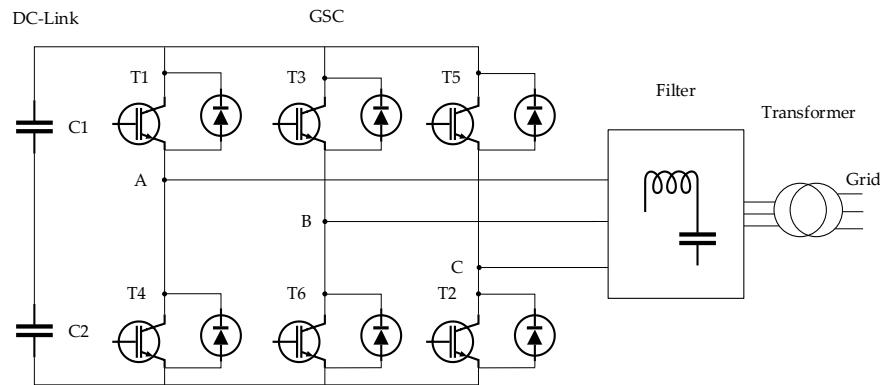 DC-Link
GSC
T1
T3
T5
Filter
Transformer
C1
A
Grid
B
C
T4
T6
T2
C2